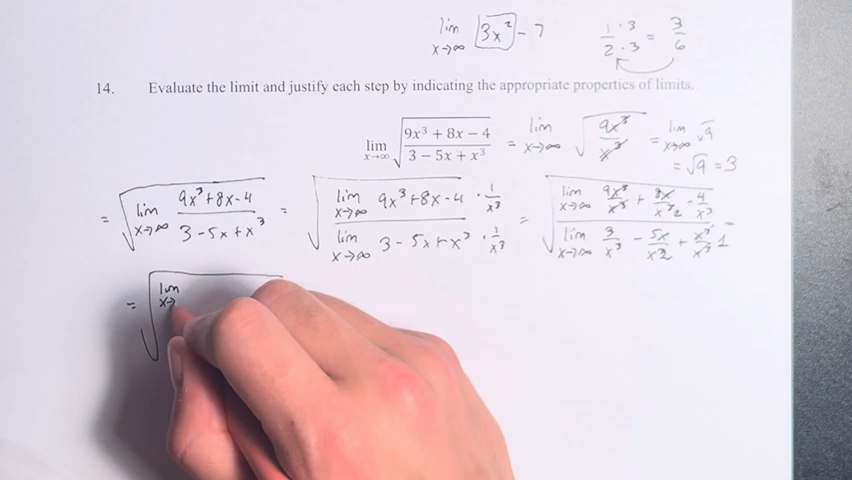 lim x→∞ 3x² - 7
1/2 · 3/3 = 3/6
14. Evaluate the limit and justify each step by indicating the appropriate properties of limits.
lim x→∞ √((9x³ + 8x − 4)/(3 − 5x + x³)) = lim x→∞ √(9x³/x³) = lim x→∞ √9
= √9 = 3
= √(lim x→∞ (9x³+8x-4)/(3-5x+x³)) = √((lim x→∞ 9x³+8x-4 · 1/x³)/(lim x→∞ 3-5x+x³ · 1/x³)) = √((lim x→∞ 9x³/x³ + 8x/x³2 - 4/x³)/(lim x→∞ 3/x³ - 5x/x³2 + x³/x³ 1)) =
= √(lim x→